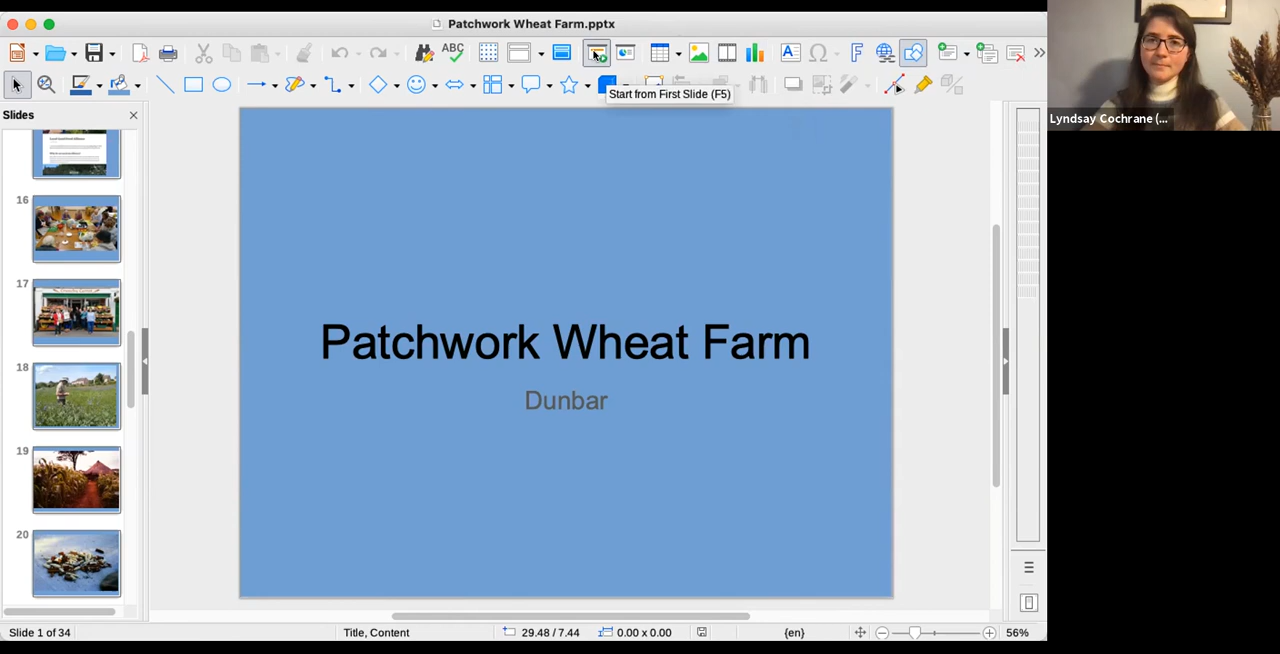 Patchwork Wheat Farm.pptx
ABC
Start from First Slide (F5)
Lyndsay Cochrane (...
Slides
16
17
18
19
20
Patchwork Wheat Farm
Dunbar
Slide 1 of 34
Title, Content
29.48 / 7.44
0.00 x 0.00
{en}
56%